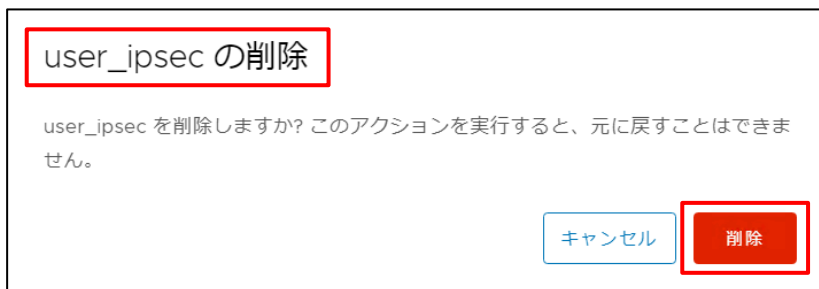 user_ipsec の削除
user_ipsec を削除しますか? このアクションを実行すると、元に戻すことはできま
せん。
キャンセル
削除